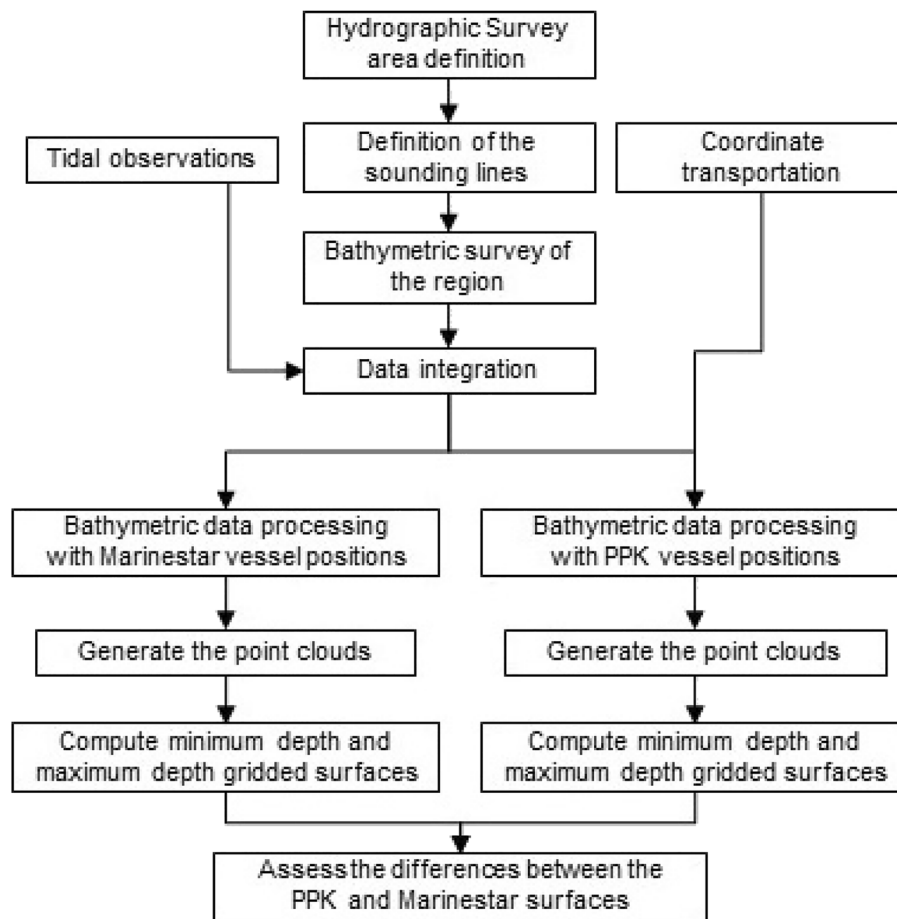 Hydrographic Survey
area definition
Tidal observations
Definition of the
sounding lines
Coordinate
transportation
Bathymetric survey of
the region
Data integration
Bathymetric data processing
with Marinestar vessel positions
Bathymetric data processing
with PPK vessel positions
Generate the point clouds
Generate the point clouds
Compute minimum depth and
maximum depth gridded surfaces
Compute minimum depth and
maximum depth gridded surfaces
Assess the differences between the
PPK and Marinestar surfaces